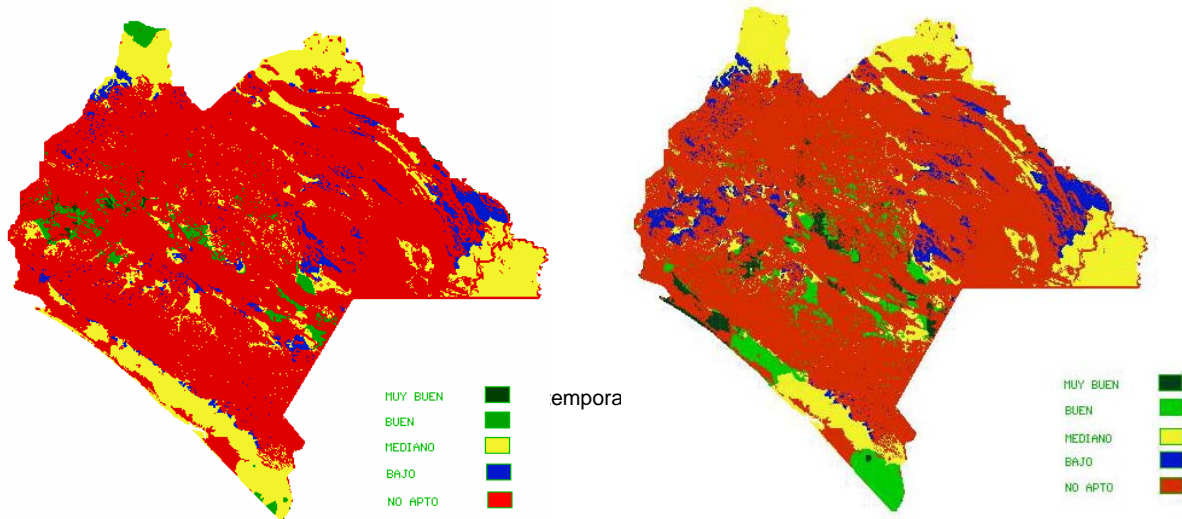 MUY BUEN
BUEN
MEDIANO
BAJO
NO APTO
empora
MUY BUEN
BUEN
MEDIANO
BAJO
NO APTO